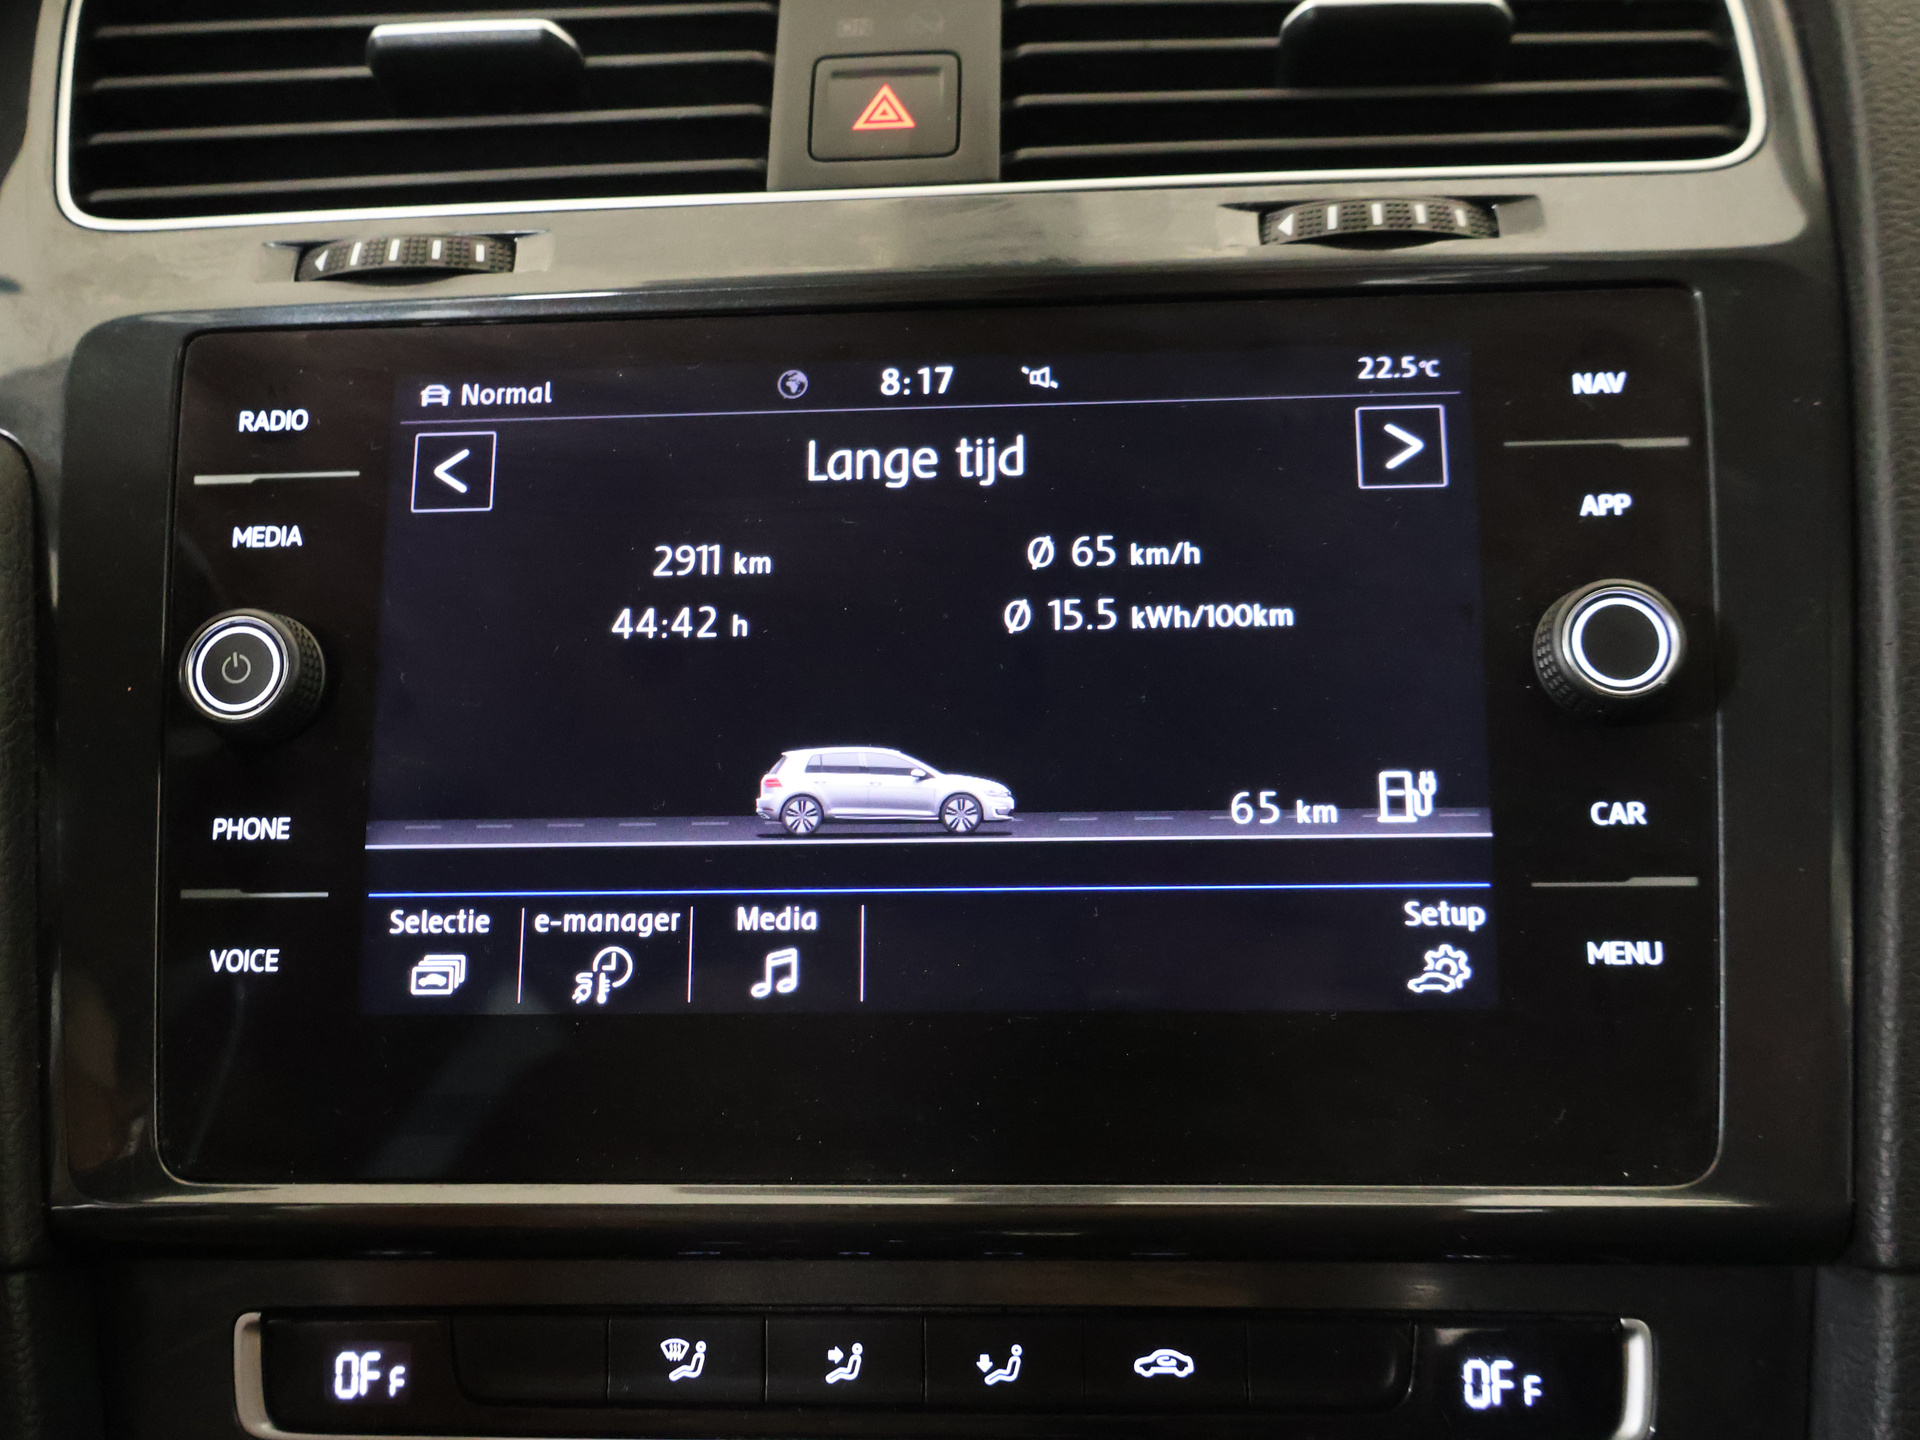 RADIO
MEDIA
PHONE
VOICE
Normal 8:17 22.5°C
< Lange tijd >
2911 km Ø 65 km/h
44:42 h Ø 15.5 kWh/100km
65 km
Selectie e-manager Media Setup
NAV
APP
CAR
MENU
OFF OFF